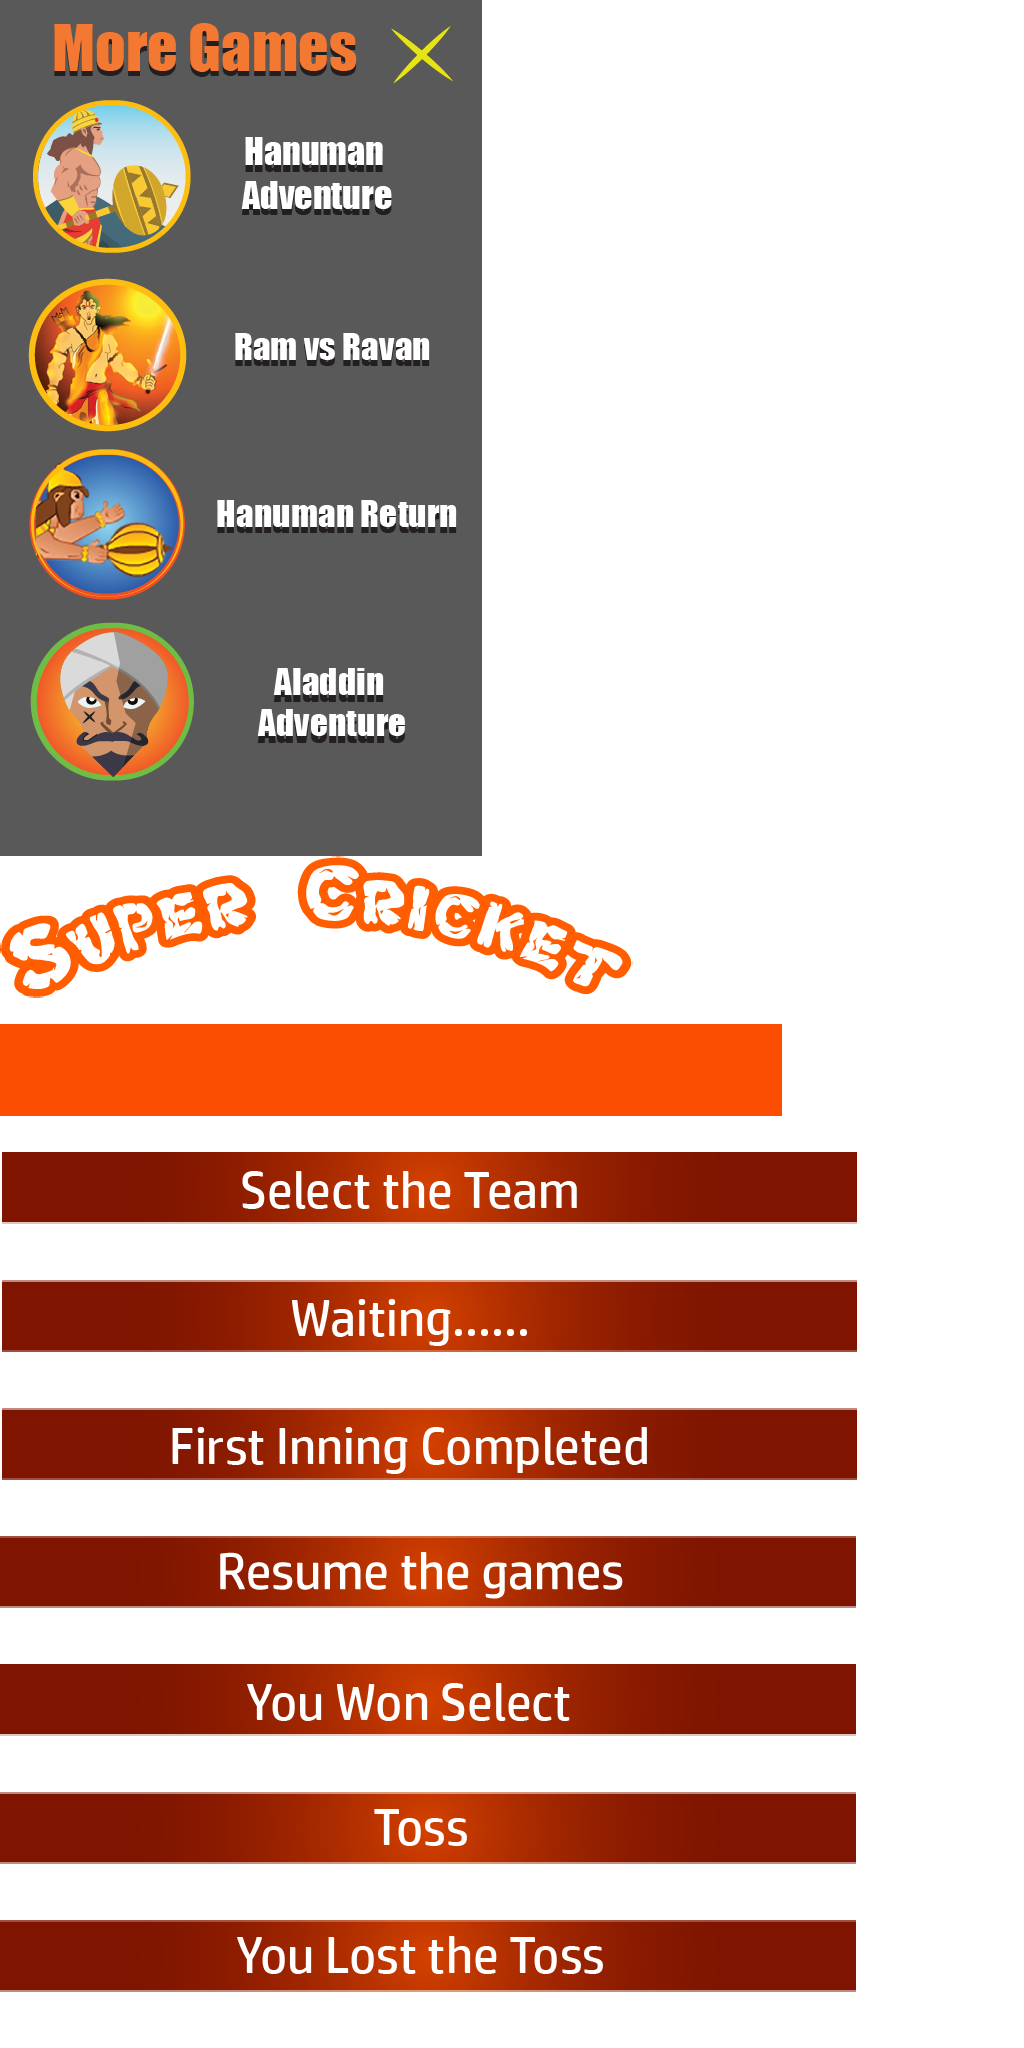 More Games
Hanuman
Adventure
Ram vs Ravan
Hanuman Return
Aladdin
Adventure
Super Cricket
Select the Team
Waiting......
First Inning Completed
Resume the games
You Won Select
Toss
You Lost the Toss